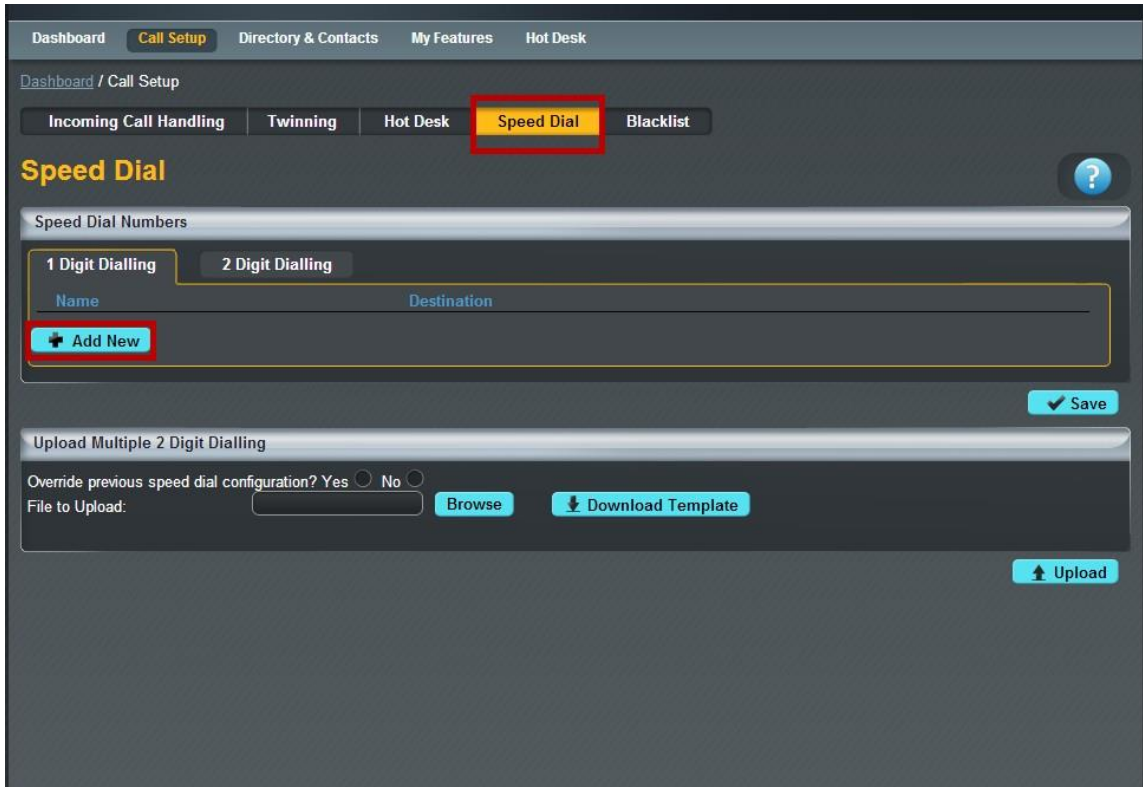 Dashboard Call Setup Directory & Contacts My Features Hot Desk
Dashboard / Call Setup
Incoming Call Handling Twinning Hot Desk Speed Dial Blacklist
Speed Dial
?
Speed Dial Numbers
1 Digit Dialling 2 Digit Dialling
Name Destination
Add New
Save
Upload Multiple 2 Digit Dialling
Override previous speed dial configuration? Yes No
File to Upload: Browse Download Template
Upload